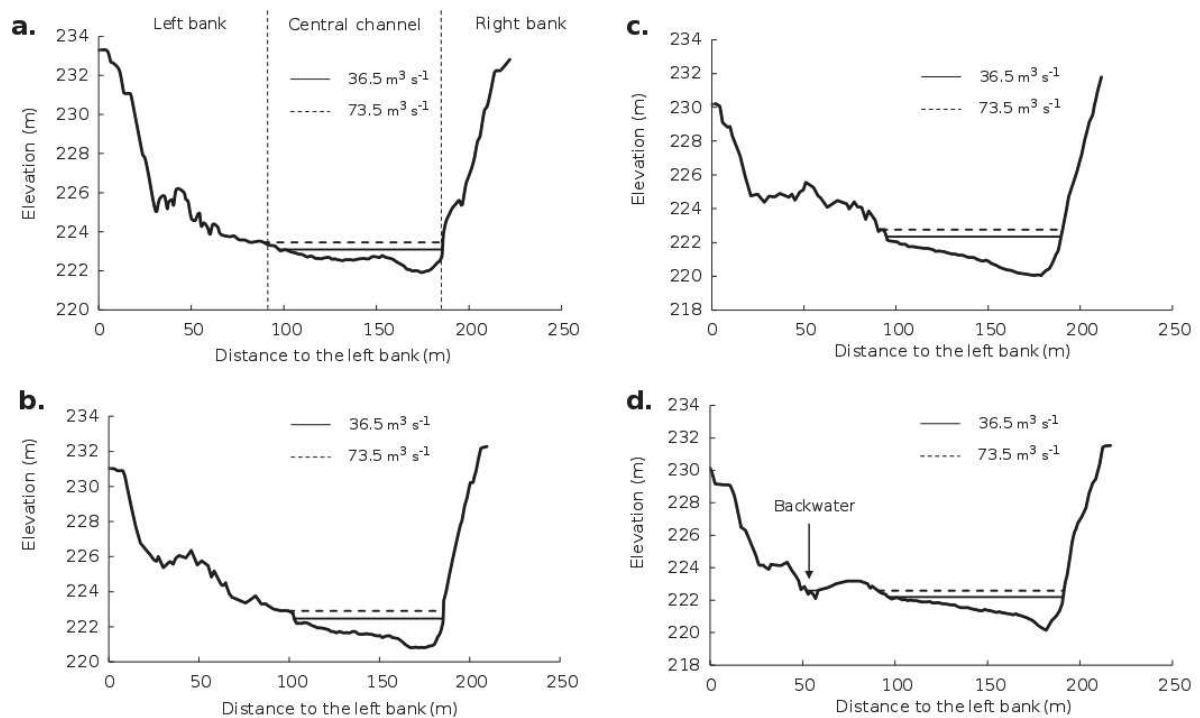 a.
Left bank Central channel Right bank
36.5 m³ s⁻¹
73.5 m³ s⁻¹
Elevation (m)
234
232
230
228
226
224
222
220
0 50 100 150 200 250
Distance to the left bank (m)
c.
36.5 m³ s⁻¹
73.5 m³ s⁻¹
Elevation (m)
234
232
230
228
226
224
222
220
218
0 50 100 150 200 250
Distance to the left bank (m)
b.
36.5 m³ s⁻¹
73.5 m³ s⁻¹
Elevation (m)
234
232
230
228
226
224
222
220
0 50 100 150 200 250
Distance to the left bank (m)
d.
36.5 m³ s⁻¹
73.5 m³ s⁻¹
Backwater
Elevation (m)
234
232
230
228
226
224
222
220
218
0 50 100 150 200 250
Distance to the left bank (m)